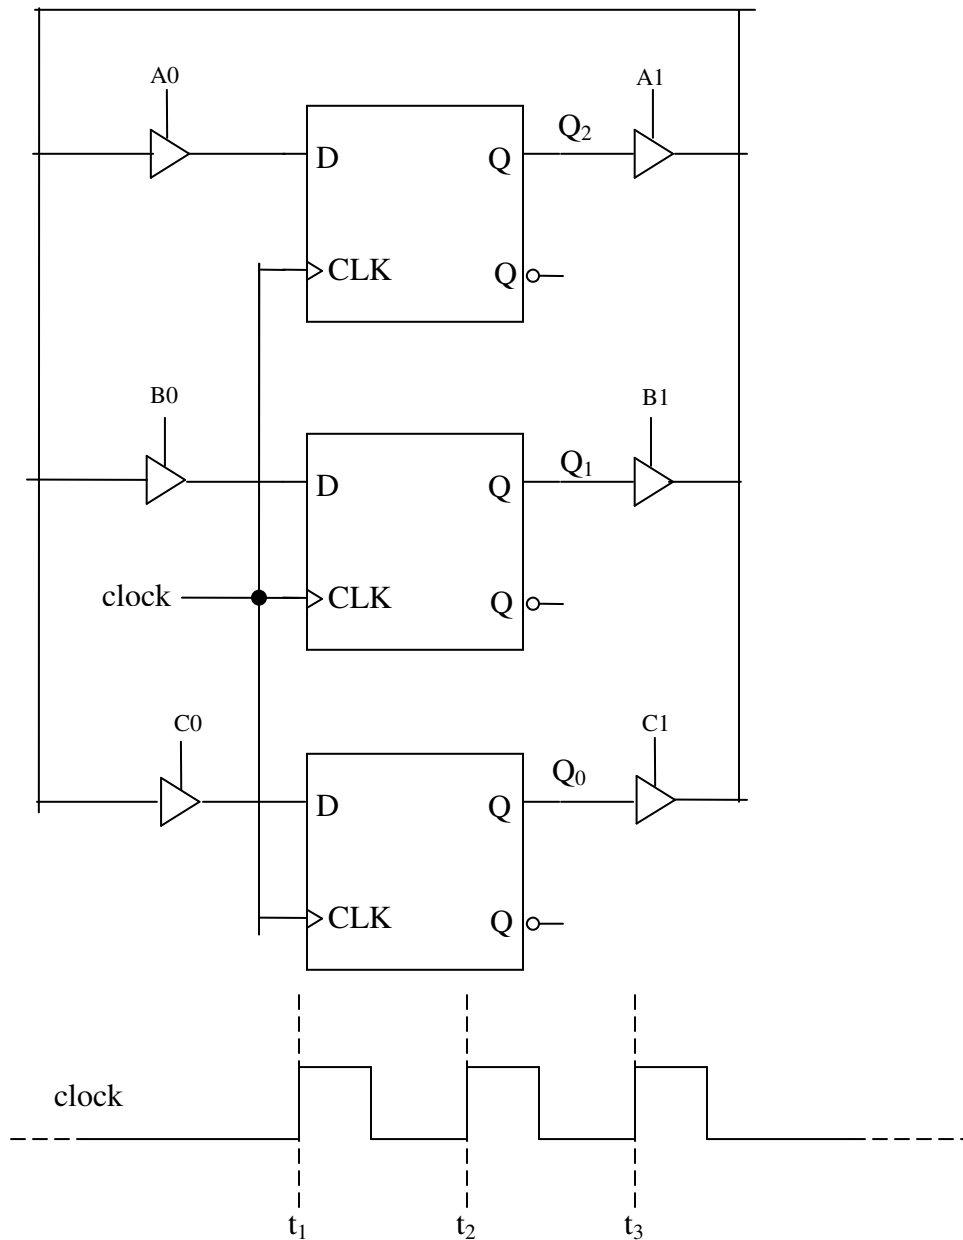 A0
A1
Q₂
D
Q
CLK
Q
B0
B1
Q₁
D
Q
clock
CLK
Q
C0
C1
Q₀
D
Q
CLK
Q
clock
t₁
t₂
t₃